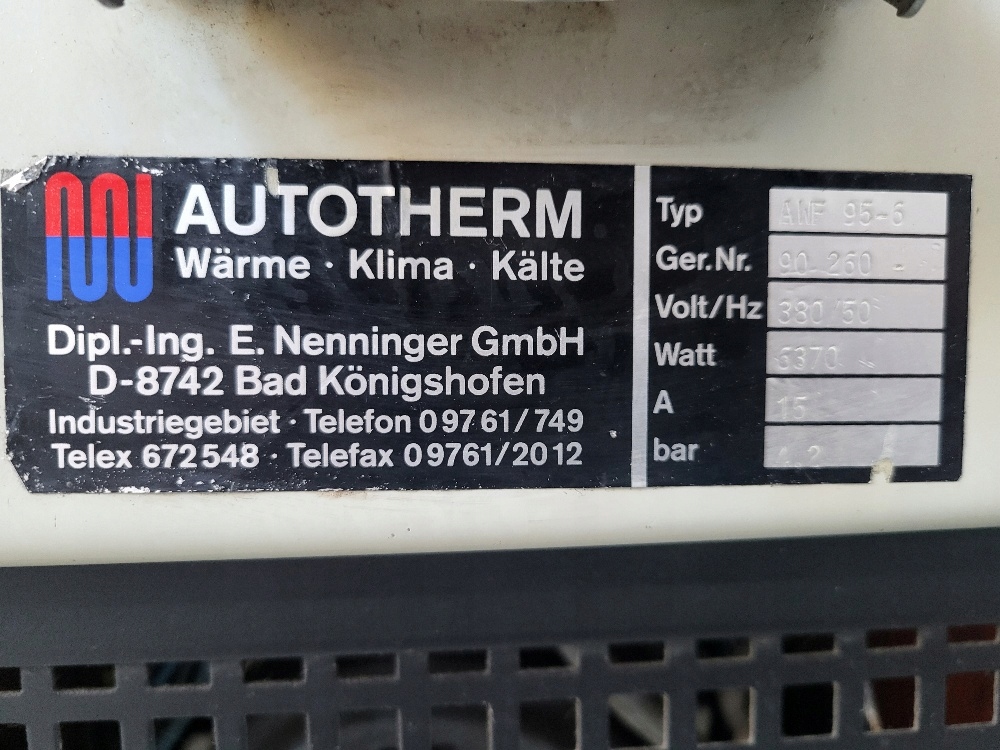 AUTOTHERM
Wärme · Klima · Kälte
Dipl.-Ing. E. Nenninger GmbH
D-8742 Bad Königshofen
Industriegebiet · Telefon 09761/749
Telex 672548 · Telefax 09761/2012
Typ AWF 95-6
Ger.Nr. 90 260 -
Volt/Hz 380/50
Watt 6370
A 15
bar